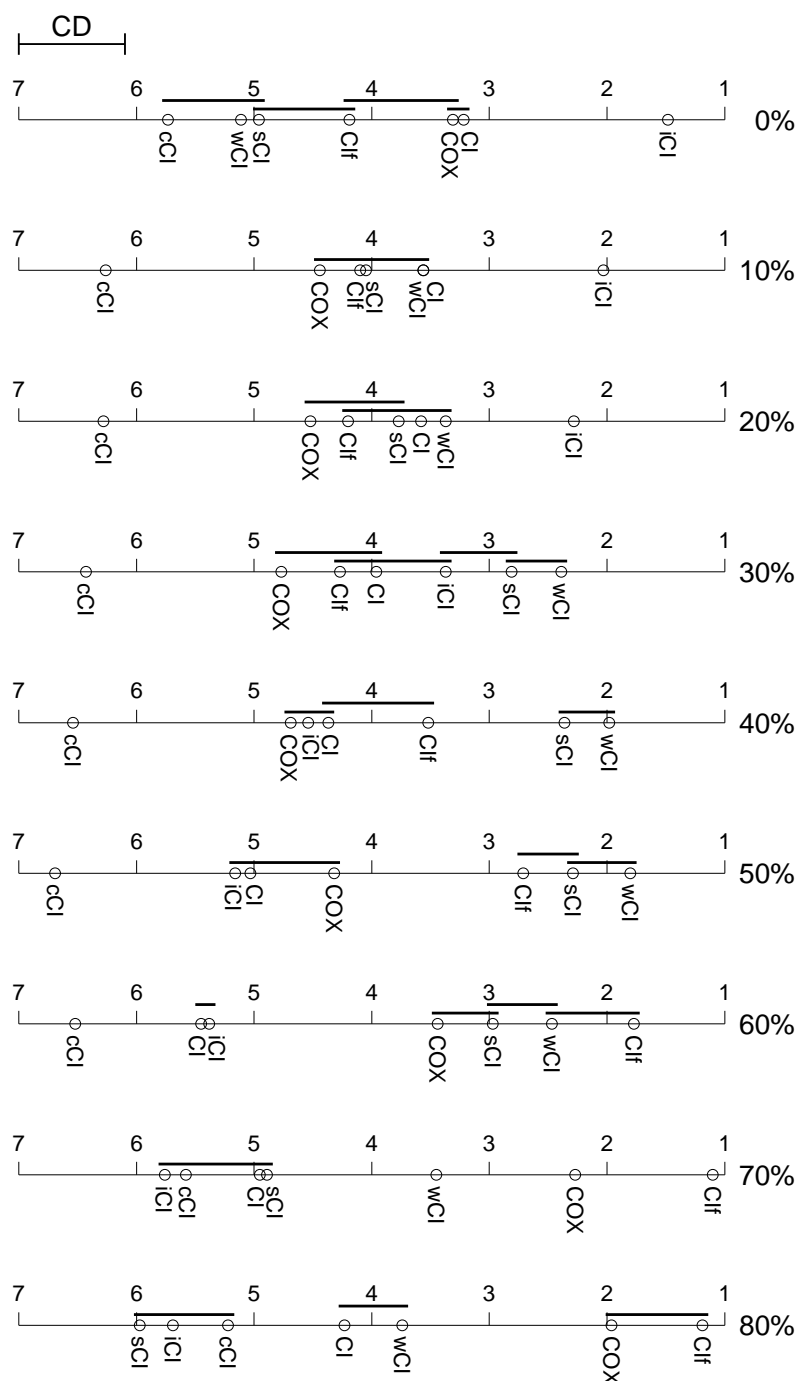 CD
7 6 5 4 3 2 1 0%
cCI wCI sCI CIf COX CI iCI
7 6 5 4 3 2 1 10%
cCI COX CIf sCI wCI CI iCI
7 6 5 4 3 2 1 20%
cCI COX CIf sCI CI wCI iCI
7 6 5 4 3 2 1 30%
cCI COX CIf CI iCI sCI wCI
7 6 5 4 3 2 1 40%
cCI COX iCI CI CIf sCI wCI
7 6 5 4 3 2 1 50%
cCI iCI CI COX CIf sCI wCI
7 6 5 4 3 2 1 60%
cCI CI iCI COX sCI wCI CIf
7 6 5 4 3 2 1 70%
iCI cCI CI sCI wCI COX CIf
7 6 5 4 3 2 1 80%
sCI iCI cCI CI wCI COX CIf